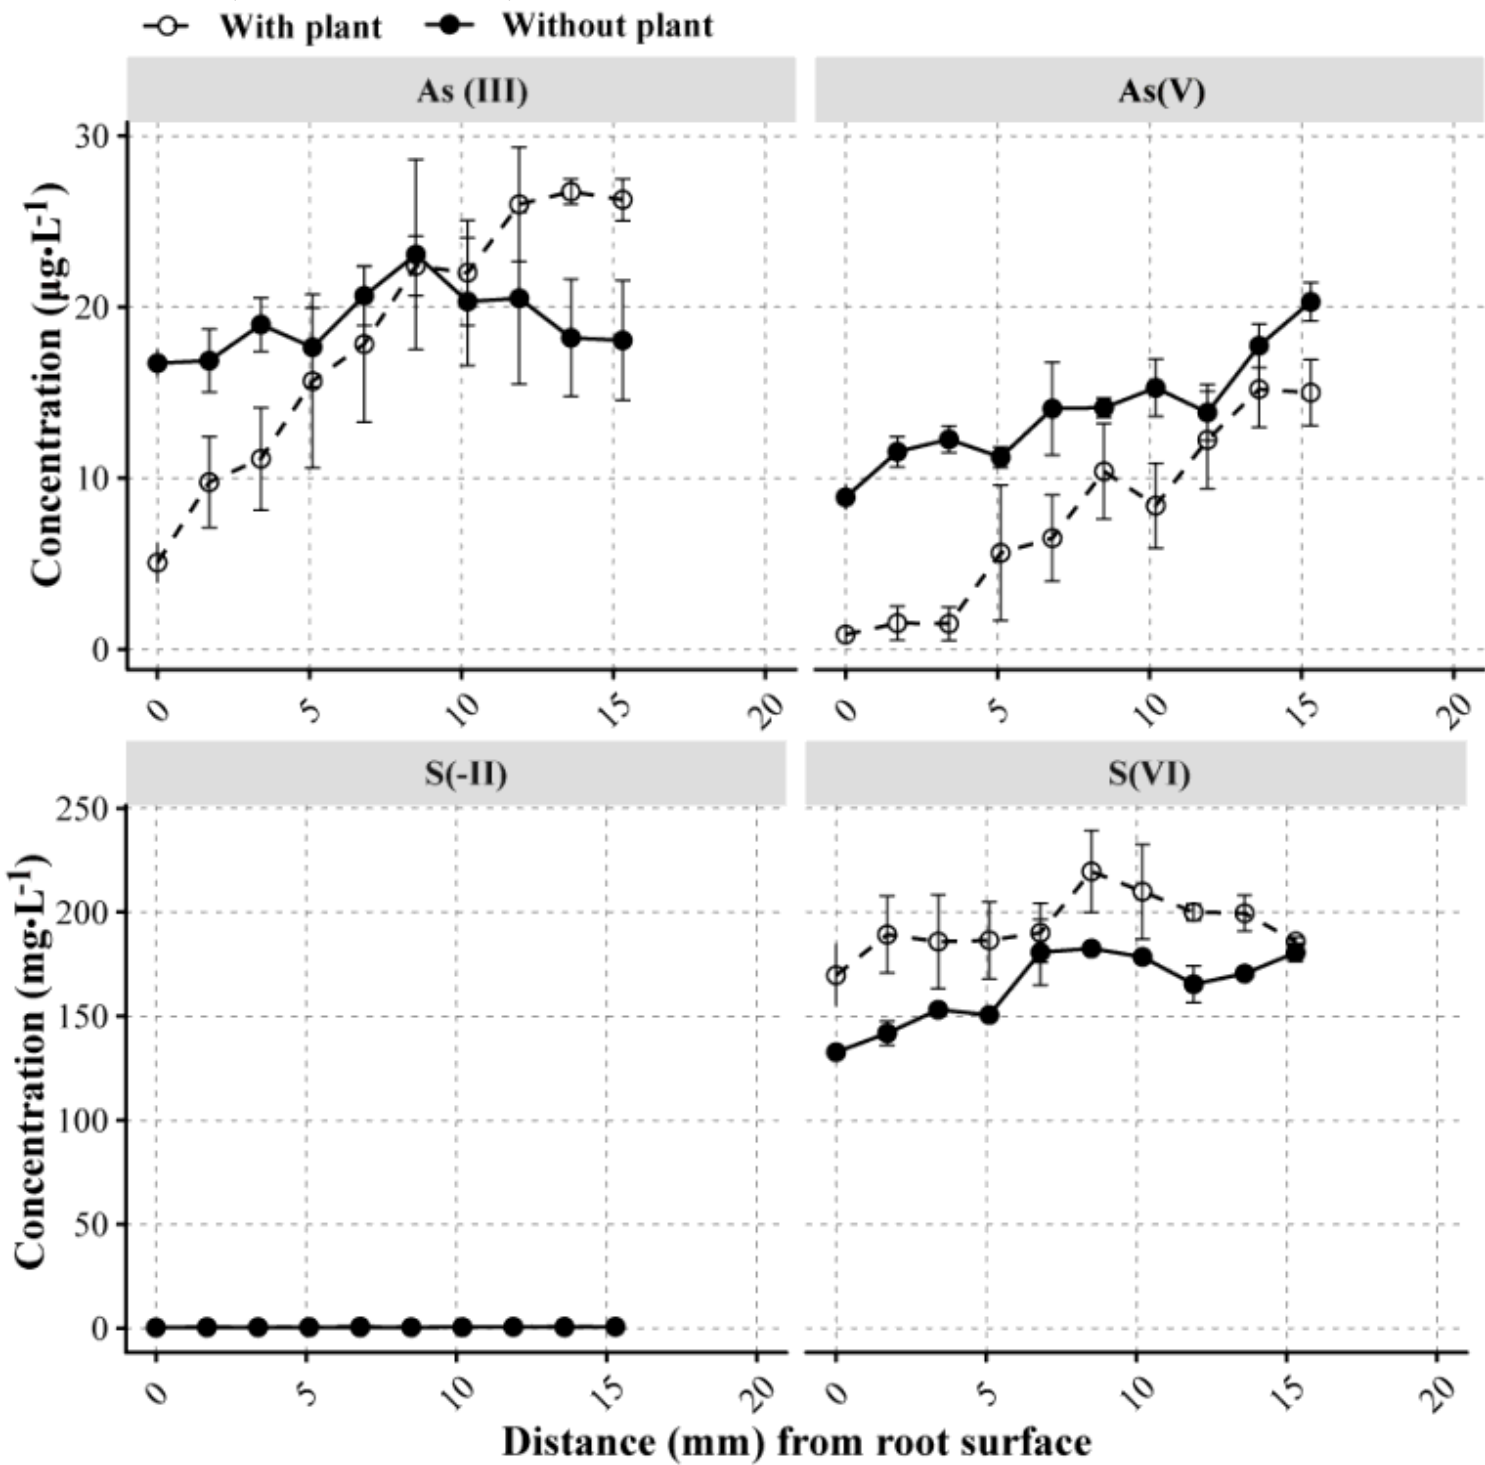 With plant Without plant
As (III) As(V)
Concentration (µg·L-1)
30
20
10
0
0 5 10 15 20 0 5 10 15 20
S(-II) S(VI)
Concentration (mg·L-1)
250
200
150
100
50
0
0 5 10 15 20 0 5 10 15 20
Distance (mm) from root surface